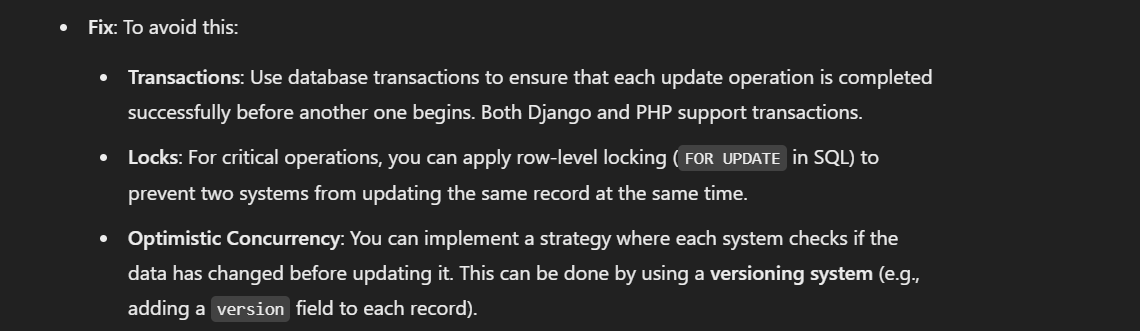 • Fix: To avoid this:
• Transactions: Use database transactions to ensure that each update operation is completed
successfully before another one begins. Both Django and PHP support transactions.
• Locks: For critical operations, you can apply row-level locking (FOR UPDATE in SQL) to
prevent two systems from updating the same record at the same time.
• Optimistic Concurrency: You can implement a strategy where each system checks if the
data has changed before updating it. This can be done by using a versioning system (e.g.,
adding a version field to each record).